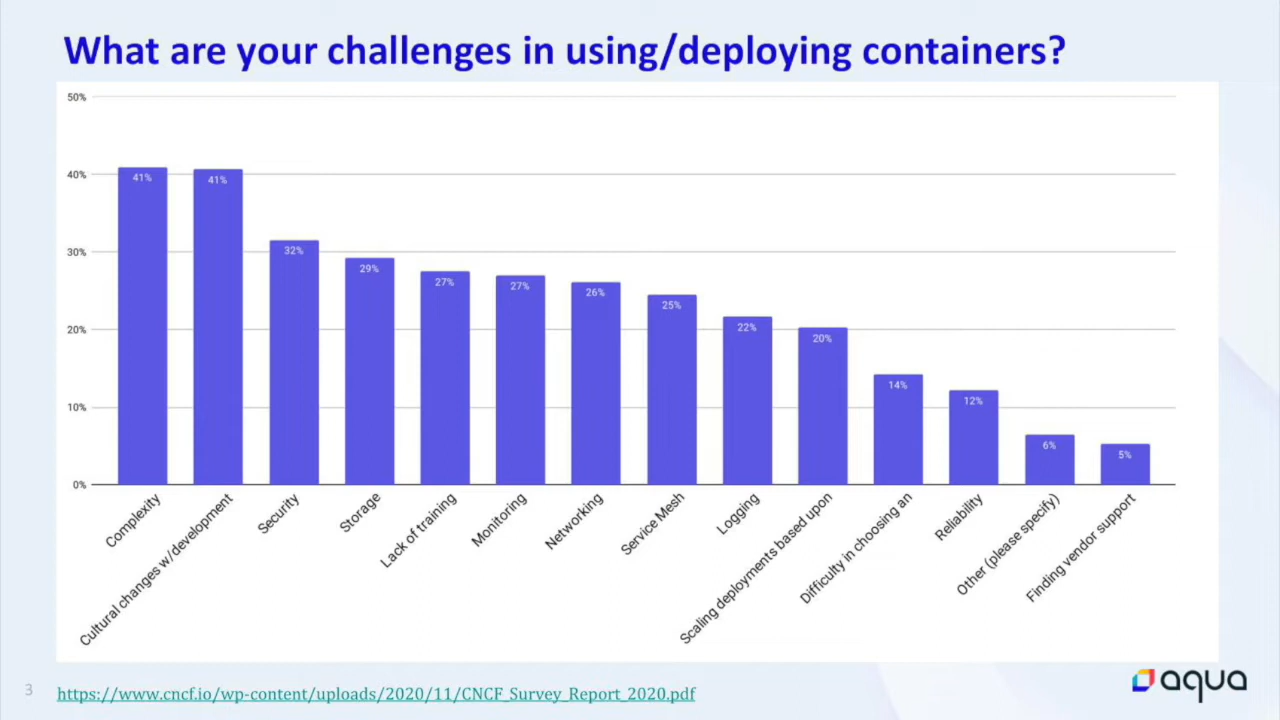 What are your challenges in using/deploying containers?
50%
40%
30%
20%
10%
0%
41%
41%
32%
29%
27%
27%
26%
25%
22%
20%
14%
12%
6%
5%
Complexity
Cultural changes w/development
Security
Storage
Lack of training
Monitoring
Networking
Service Mesh
Logging
Scaling deployments based upon
Difficulty in choosing an
Reliability
Other (please specify)
Finding vendor support
3
https://www.cncf.io/wp-content/uploads/2020/11/CNCF_Survey_Report_2020.pdf
aqua